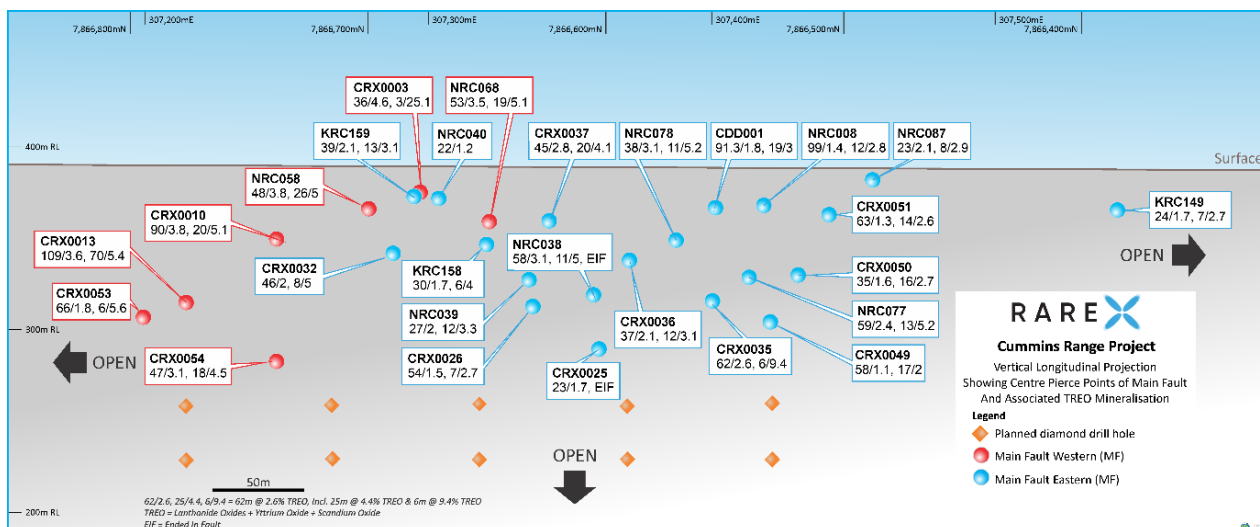 307,200mE
307,300mE
307,400mE
307,500mE
7,866,800mN
7,866,700mN
7,866,600mN
7,866,500mN
7,866,400mN
400m RL
Surface
CRX0003
36/4.6, 3/25.1
NRC068
53/3.5, 19/5.1
KRC159
39/2.1, 13/3.1
NRC040
22/1.2
CRX0037
45/2.8, 20/4.1
NRC078
38/3.1, 11/5.2
CDD001
91.3/1.8, 19/3
NRC008
99/1.4, 12/2.8
NRC087
23/2.1, 8/2.9
NRC058
48/3.8, 26/5
CRX0010
90/3.8, 20/5.1
CRX0013
109/3.6, 70/5.4
CRX0053
66/1.8, 6/5.6
CRX0054
47/3.1, 18/4.5
CRX0032
46/2, 8/5
KRC158
30/1.7, 6/4
NRC038
58/3.1, 11/5, EIF
NRC039
27/2, 12/3.3
CRX0026
54/1.5, 7/2.7
CRX0025
23/1.7, EIF
CRX0036
37/2.1, 12/3.1
CRX0035
62/2.6, 6/9.4
CRX0051
63/1.3, 14/2.6
CRX0050
35/1.6, 16/2.7
NRC077
59/2.4, 13/5.2
CRX0049
58/1.1, 17/2
KRC149
24/1.7, 7/2.7
OPEN
300m RL
OPEN
OPEN
200m RL
50m
62/2.6, 25/4.4, 6/9.4 = 62m @ 2.6% TREO, Incl. 25m @ 4.4% TREO & 6m @ 9.4% TREO
TREO = Lanthanide Oxides + Yttrium Oxide + Scandium Oxide
EIF = Ended In Fault
RAREX
Cummins Range Project
Vertical Longitudinal Projection
Showing Centre Pierce Points of Main Fault
And Associated TREO Mineralisation
Legend
Planned diamond drill hole
Main Fault Western (MF)
Main Fault Eastern (MF)